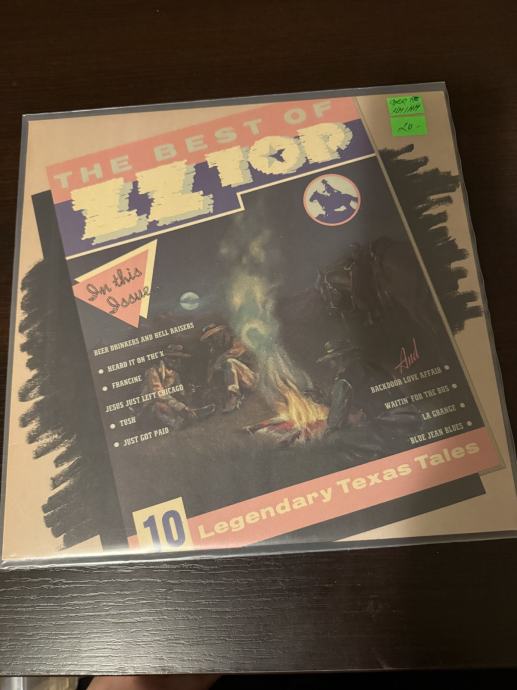 THE BEST OF
ZZ TOP
In this
Issue...
BEER DRINKERS AND HELL RAISERS
• HEARD IT ON THE X
• FRANCINE
JESUS JUST LEFT CHICAGO
• TUSH
• JUST GOT PAID
And
BACKDOOR LOVE AFFAIR •
WAITIN' FOR THE BUS •
LA GRANGE •
BLUE JEAN BLUES •
10 Legendary Texas Tales
NM/NM
20-